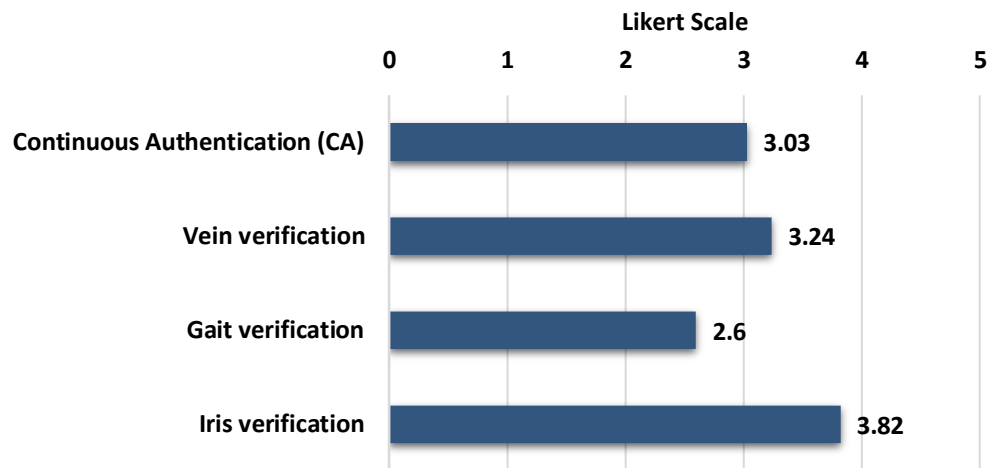 Likert Scale
0 1 2 3 4 5
Continuous Authentication (CA) 3.03
Vein verification 3.24
Gait verification 2.6
Iris verification 3.82